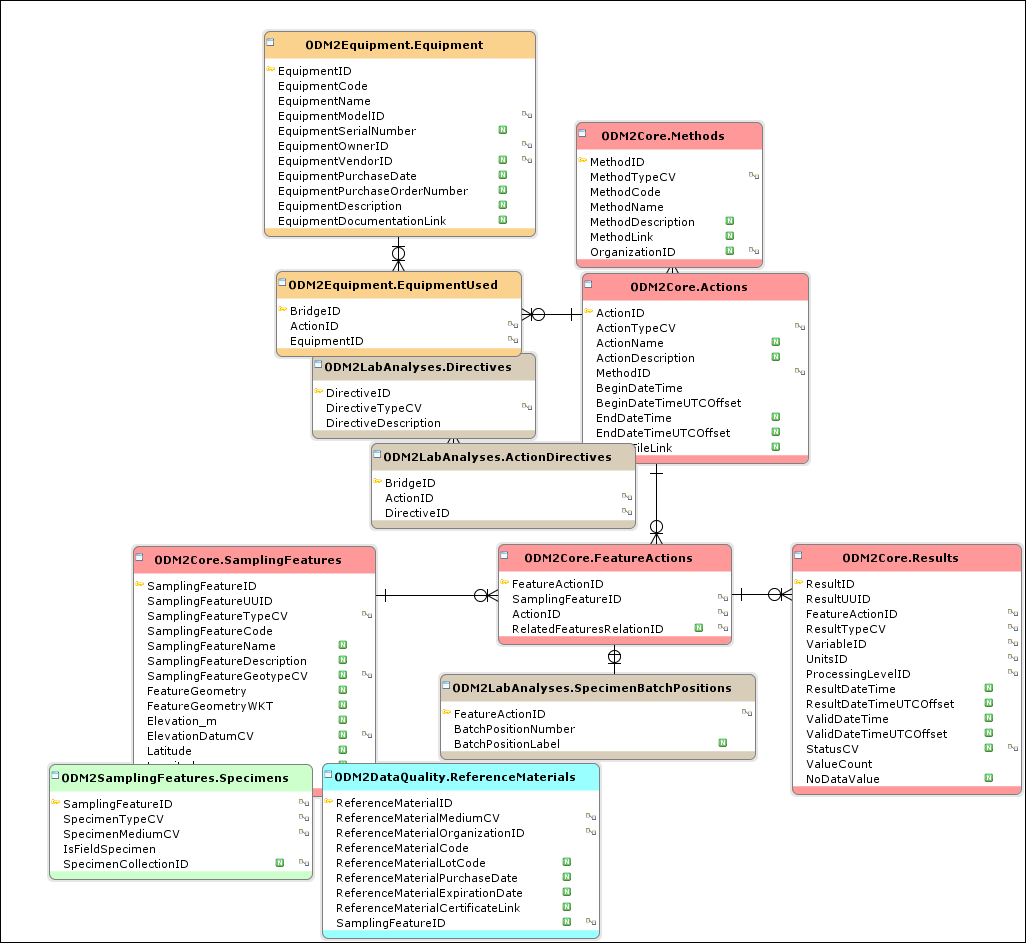 ODM2Equipment.Equipment
EquipmentID
EquipmentCode
EquipmentName
EquipmentModelID
EquipmentSerialNumber N
EquipmentOwnerID
EquipmentVendorID N
EquipmentPurchaseDate N
EquipmentPurchaseOrderNumber N
EquipmentDescription N
EquipmentDocumentationLink N
ODM2Core.Methods
MethodID
MethodTypeCV
MethodCode
MethodName
MethodDescription N
MethodLink N
OrganizationID N
ODM2Equipment.EquipmentUsed
BridgeID
ActionID
EquipmentID
ODM2Core.Actions
ActionID
ActionTypeCV
ActionName N
ActionDescription N
MethodID
BeginDateTime
BeginDateTimeUTCOffset
EndDateTime N
EndDateTimeUTCOffset N
FileLink N
ODM2LabAnalyses.Directives
DirectiveID
DirectiveTypeCV
DirectiveDescription
ODM2LabAnalyses.ActionDirectives
BridgeID
ActionID
DirectiveID
ODM2Core.SamplingFeatures
SamplingFeatureID
SamplingFeatureUUID
SamplingFeatureTypeCV
SamplingFeatureCode
SamplingFeatureName N
SamplingFeatureDescription N
SamplingFeatureGeotypeCV N
FeatureGeometry N
FeatureGeometryWKT N
Elevation_m N
ElevationDatumCV N
Latitude N
ODM2Core.FeatureActions
FeatureActionID
SamplingFeatureID
ActionID
RelatedFeaturesRelationID N
ODM2Core.Results
ResultID
ResultUUID
FeatureActionID
ResultTypeCV
VariableID
UnitsID
ProcessingLevelID
ResultDateTime N
ResultDateTimeUTCOffset N
ValidDateTime N
ValidDateTimeUTCOffset N
StatusCV N
ValueCount
NoDataValue N
ODM2LabAnalyses.SpecimenBatchPositions
FeatureActionID
BatchPositionNumber
BatchPositionLabel N
ODM2SamplingFeatures.Specimens
SamplingFeatureID
SpecimenTypeCV
SpecimenMediumCV
IsFieldSpecimen
SpecimenCollectionID N
ODM2DataQuality.ReferenceMaterials
ReferenceMaterialID
ReferenceMaterialMediumCV
ReferenceMaterialOrganizationID
ReferenceMaterialCode
ReferenceMaterialLotCode N
ReferenceMaterialPurchaseDate N
ReferenceMaterialExpirationDate N
ReferenceMaterialCertificateLink N
SamplingFeatureID N